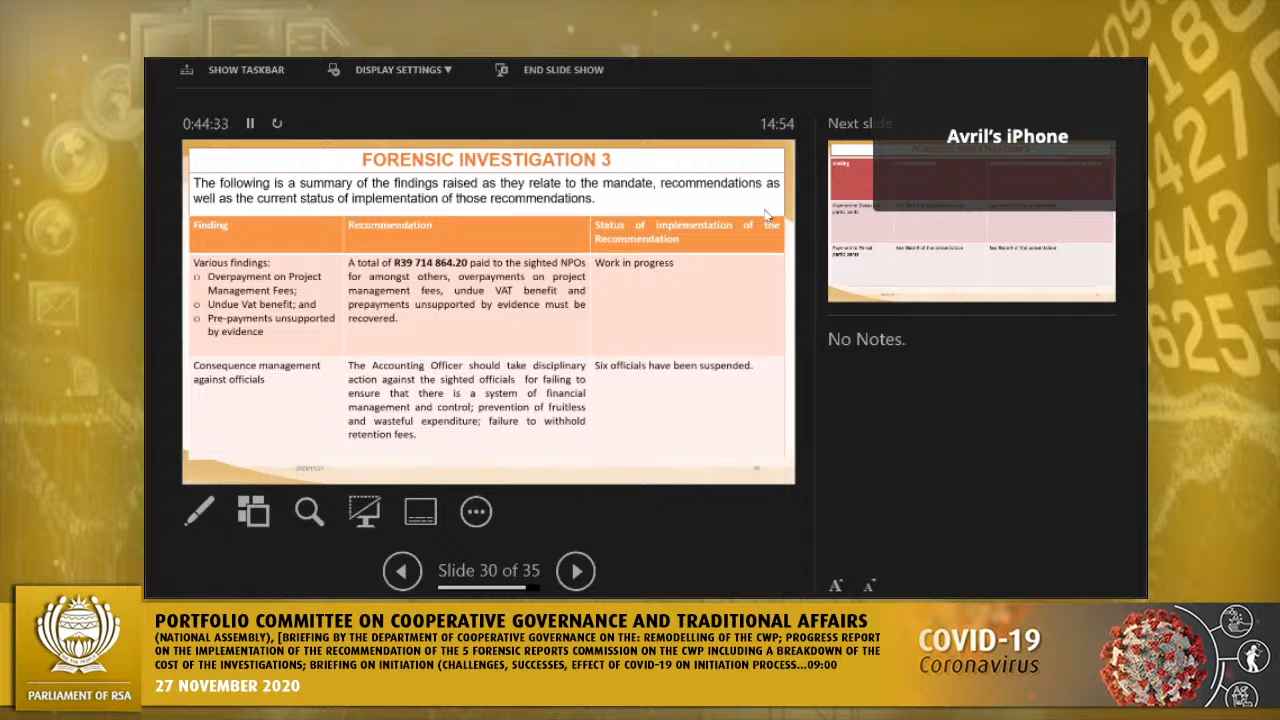 SHOW TASKBAR
DISPLAY SETTINGS ▼
END SLIDE SHOW
0:44:33
14:54
Next slide
Avril's iPhone
FORENSIC INVESTIGATION 3
The following is a summary of the findings raised as they relate to the mandate, recommendations as
well as the current status of implementation of those recommendations.
Finding
Recommendation
Status of implementation of the
Recommendation
Various findings:
o Overpayment on Project
Management Fees;
o Undue Vat benefit; and
o Pre-payments unsupported
by evidence
A total of R39 714 864.20 paid to the sighted NPOs
for amongst others, overpayments on project
management fees, undue VAT benefit and
prepayments unsupported by evidence must be
recovered.
Work in progress
Consequence management
against officials
The Accounting Officer should take disciplinary
action against the sighted officials for failing to
ensure that there is a system of financial
management and control; prevention of fruitless
and wasteful expenditure; failure to withhold
retention fees.
Six officials have been suspended.
Finding
See Slide 9 of the presentation
No Notes.
Slide 30 of 35
PARLIAMENT OF RSA
PORTFOLIO COMMITTEE ON COOPERATIVE GOVERNANCE AND TRADITIONAL AFFAIRS
(NATIONAL ASSEMBLY), [BRIEFING BY THE DEPARTMENT OF COOPERATIVE GOVERNANCE ON THE: REMODELLING OF THE CWP; PROGRESS REPORT
ON THE IMPLEMENTATION OF THE RECOMMENDATION OF THE 5 FORENSIC REPORTS COMMISSION ON THE CWP INCLUDING A BREAKDOWN OF THE
COST OF THE INVESTIGATIONS; BRIEFING ON INITIATION (CHALLENGES, SUCCESSES, EFFECT OF COVID-19 ON INITIATION PROCESS...09:00
27 NOVEMBER 2020
COVID-19
Coronavirus